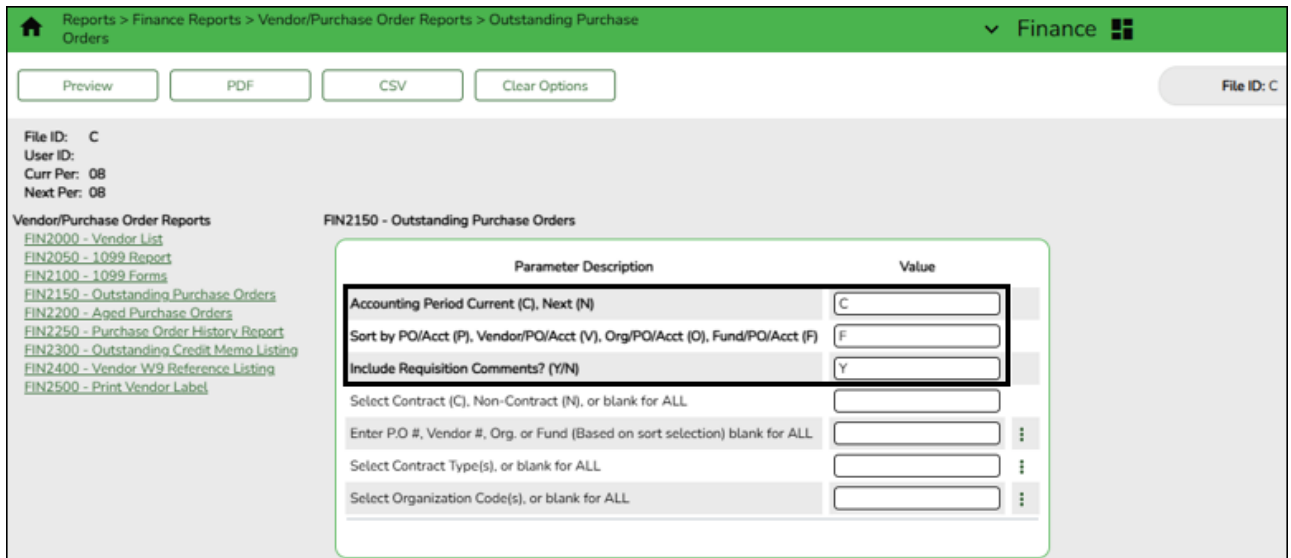 Reports > Finance Reports > Vendor/Purchase Order Reports > Outstanding Purchase
Orders
Finance
Preview
PDF
CSV
Clear Options
File ID: C
File ID: C
User ID:
Curr Per: 08
Next Per: 08
Vendor/Purchase Order Reports
FIN2000 - Vendor List
FIN2050 - 1099 Report
FIN2100 - 1099 Forms
FIN2150 - Outstanding Purchase Orders
FIN2200 - Aged Purchase Orders
FIN2250 - Purchase Order History Report
FIN2300 - Outstanding Credit Memo Listing
FIN2400 - Vendor W9 Reference Listing
FIN2500 - Print Vendor Label
FIN2150 - Outstanding Purchase Orders
Parameter Description Value
Accounting Period Current (C), Next (N) C
Sort by PO/Acct (P), Vendor/PO/Acct (V), Org/PO/Acct (O), Fund/PO/Acct (F) F
Include Requisition Comments? (Y/N) Y
Select Contract (C), Non-Contract (N), or blank for ALL
Enter P.O #, Vendor #, Org. or Fund (Based on sort selection) blank for ALL
Select Contract Type(s), or blank for ALL
Select Organization Code(s), or blank for ALL